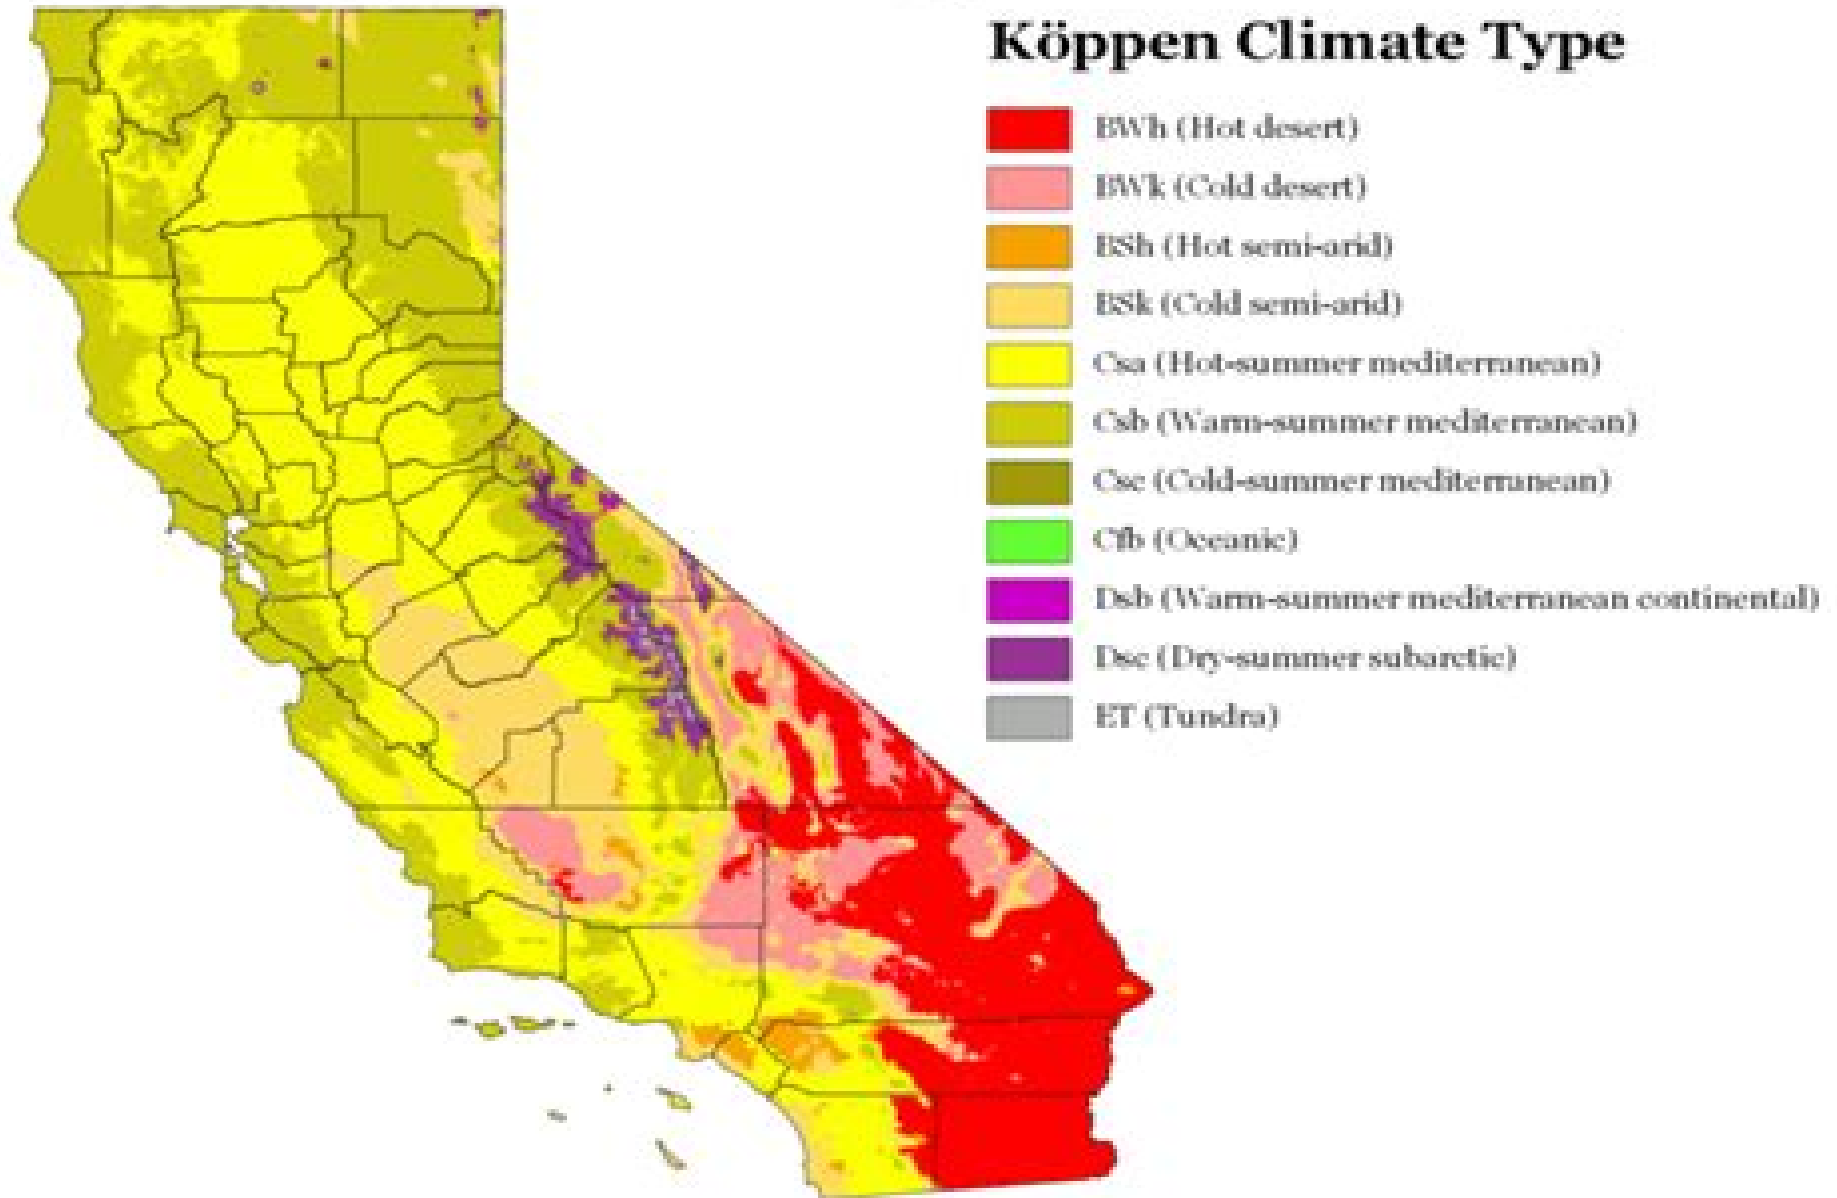 Köppen Climate Type
BWh (Hot desert)
BWk (Cold desert)
BSh (Hot semi-arid)
BSk (Cold semi-arid)
Csa (Hot-summer mediterranean)
Csb (Warm-summer mediterranean)
Csc (Cold-summer mediterranean)
Cfb (Oceanic)
Dsb (Warm-summer mediterranean continental)
Dsc (Dry-summer subarctic)
ET (Tundra)